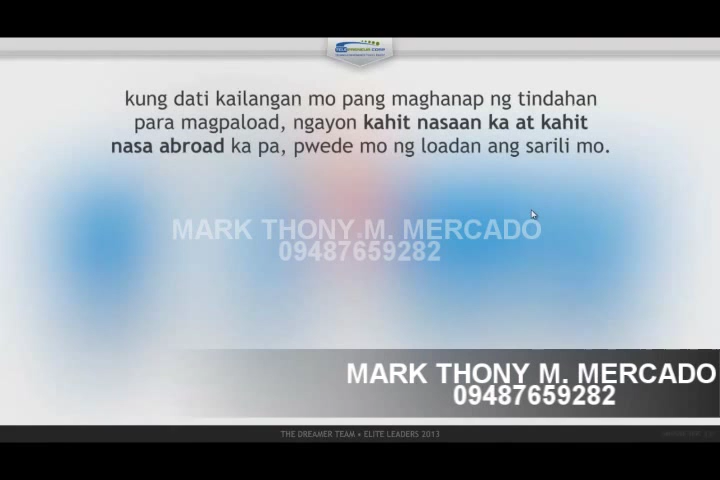 kung dati kailangan mo pang maghanap ng tindahan
para magpaload, ngayon kahit nasaan ka at kahit
nasa abroad ka pa, pwede mo ng loadan ang sarili mo.
MARK THONY M. MERCADO
09487659282
MARK THONY M. MERCADO
09487659282
THE DREAMER TEAM • ELITE LEADERS 2013